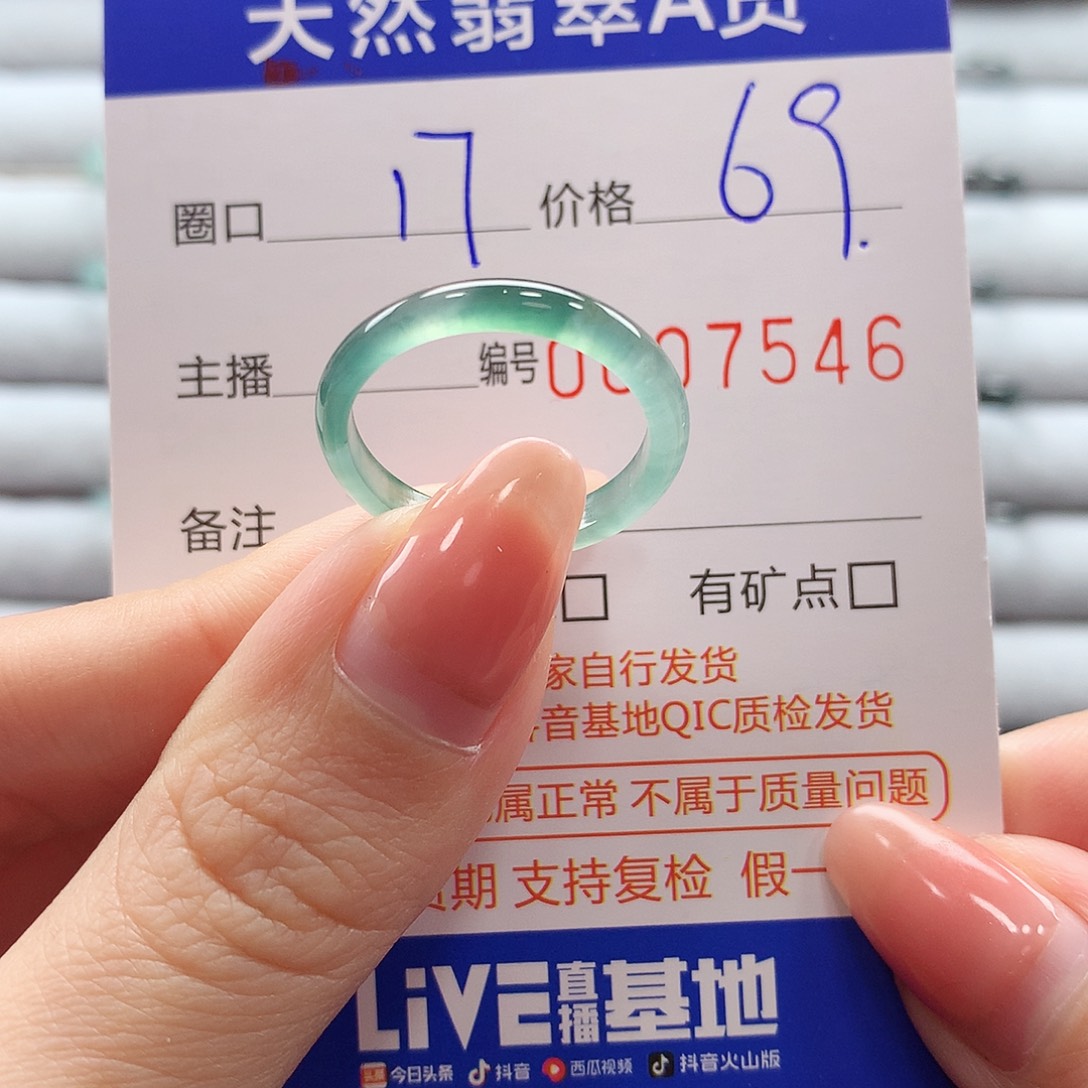 天然翡翠A货
圈口 17 价格 69.
主播 编号 0007546
备注
□ 有矿点□
家自行发货
音基地QIC质检发货
属正常 不属于质量问题
期 支持复检 假一
LiVE直播基地
今日头条 抖音 西瓜视频 抖音火山版